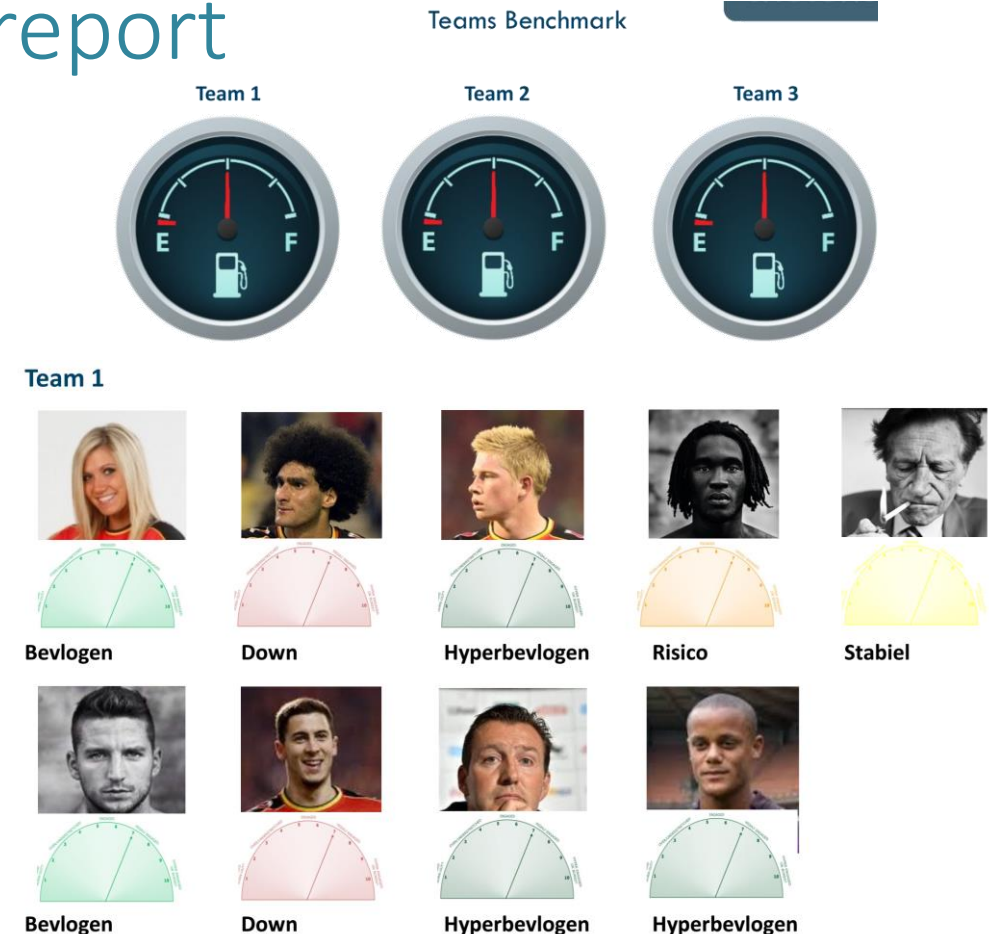 report
Teams Benchmark
Team 1 Team 2 Team 3
E F E F E F
Team 1
Bevlogen Down Hyperbevlogen Risico Stabiel
Bevlogen Down Hyperbevlogen Hyperbevlogen